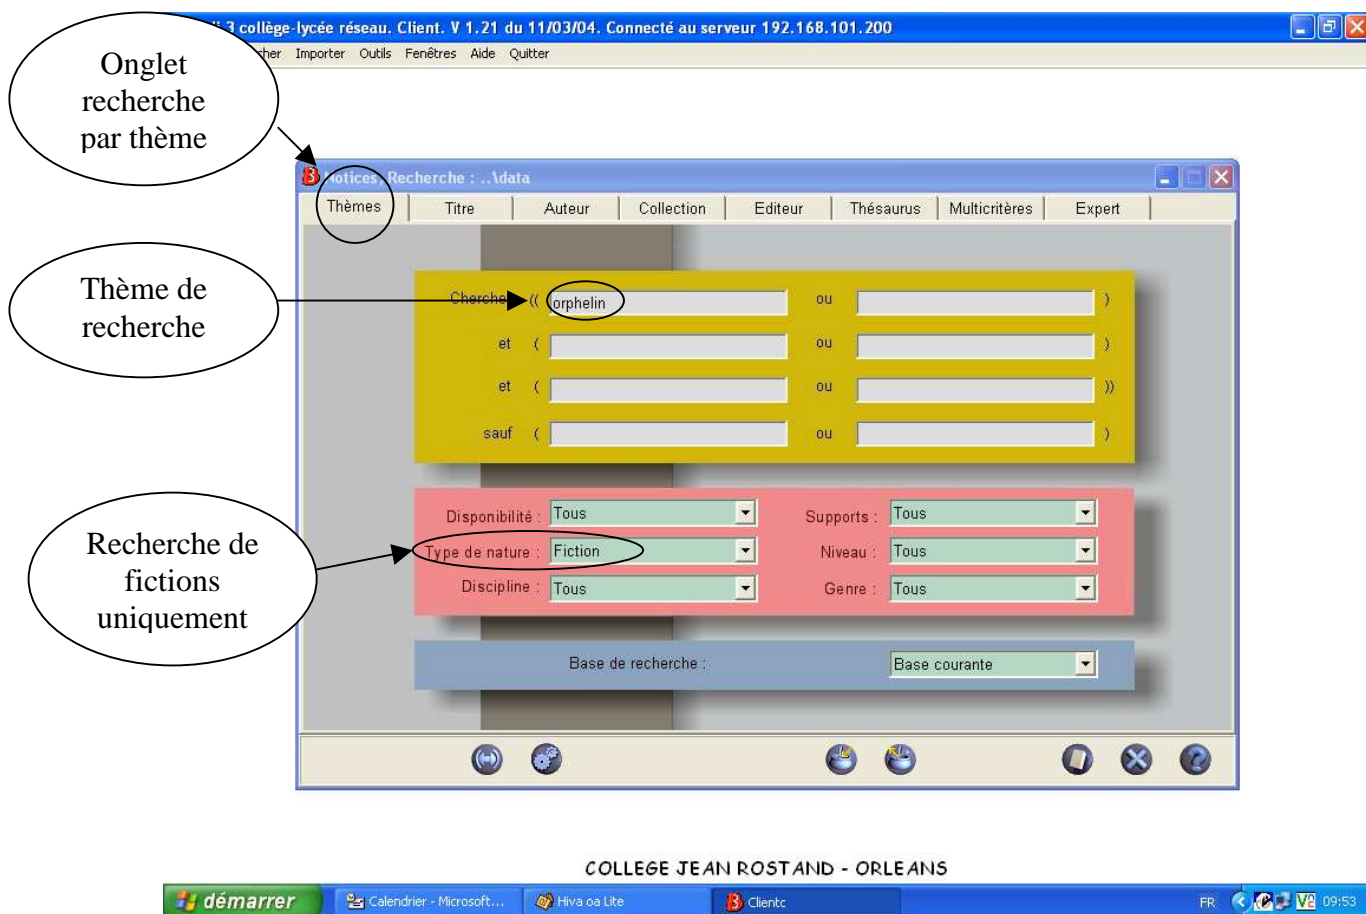 3 collège-lycée réseau. Client. V 1.21 du 11/03/04. Connecté au serveur 192.168.101.200
Importer Outils Fenêtres Aide Quitter
Onglet
recherche
par thème
Notices. Recherche : ..\data
Thèmes Titre Auteur Collection Editeur Thésaurus Multicritères Expert
Thème de
recherche
Cherche (( orphelin ou )
et ( ou )
et ( ou ))
sauf ( ou )
Recherche de
fictions
uniquement
Disponibilité : Tous Supports : Tous
Type de nature : Fiction Niveau : Tous
Discipline : Tous Genre : Tous
Base de recherche : Base courante
COLLEGE JEAN ROSTAND - ORLEANS
démarrer Calendrier - Microsoft... Hiva oa Lite Clientc FR 09:53